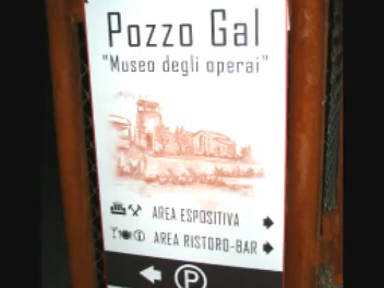 Pozzo Gal
"Museo degli operai"
AREA ESPOSITIVA
AREA RISTORO-BAR
P